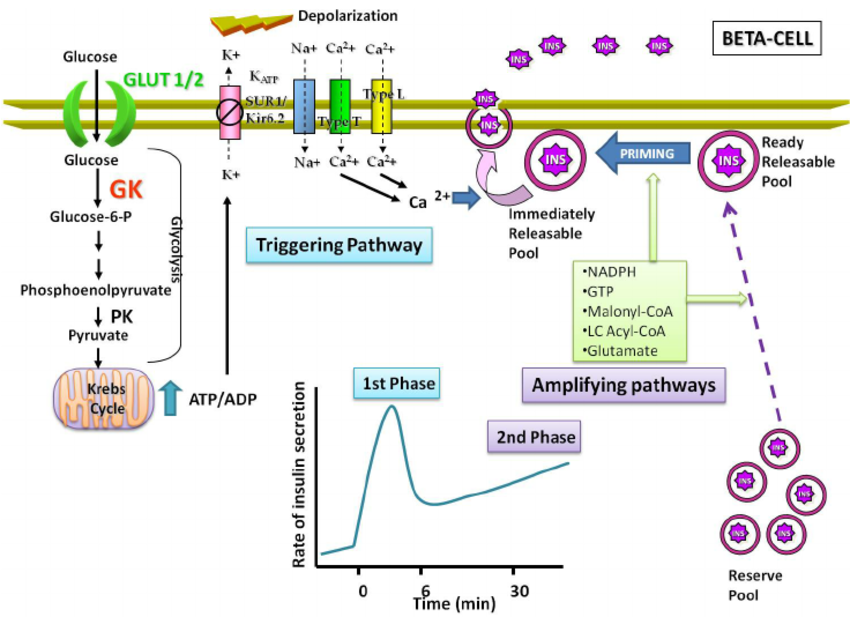 Depolarization
BETA-CELL
Glucose
GLUT 1/2
K+
K ATP
SUR1/
Kir6.2
Na+
Ca2+
Ca2+
Type T
Type L
Na+
Ca2+
Ca2+
K+
Ca 2+
INS
INS
INS
INS
INS
INS
INS
PRIMING
INS
Ready
Releasable
Pool
Immediately
Releasable
Pool
Glucose
GK
Glucose-6-P
Glycolysis
Phosphoenolpyruvate
PK
Pyruvate
Krebs
Cycle
ATP/ADP
Triggering Pathway
•NADPH
•GTP
•Malonyl-CoA
•LC Acyl-CoA
•Glutamate
Amplifying pathways
1st Phase
2nd Phase
Rate of insulin secretion
0
6
30
Time (min)
INS
INS
INS
INS
INS
Reserve
Pool